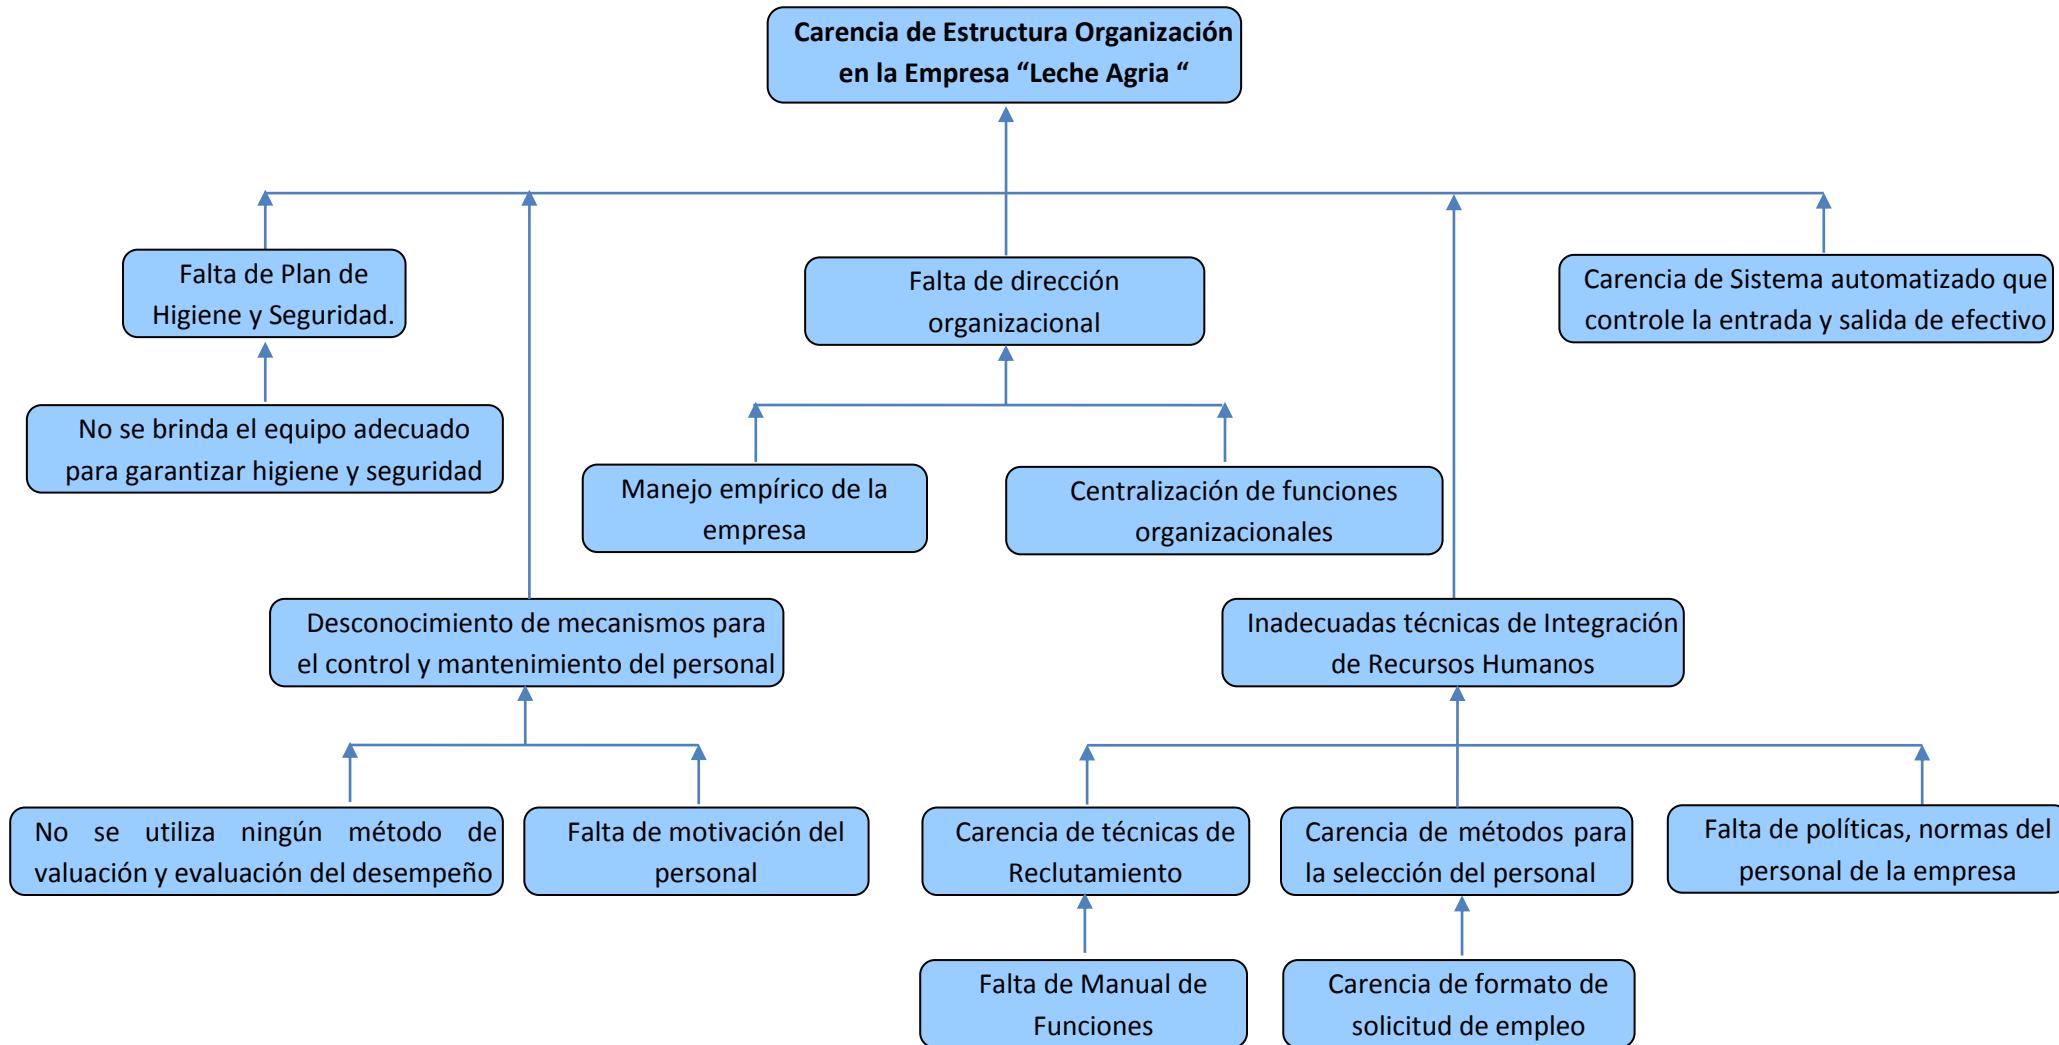 Carencia de Estructura Organización
en la Empresa “Leche Agria “
Falta de Plan de
Higiene y Seguridad.
Falta de dirección
organizacional
Carencia de Sistema automatizado que
controle la entrada y salida de efectivo
No se brinda el equipo adecuado
para garantizar higiene y seguridad
Manejo empírico de la
empresa
Centralización de funciones
organizacionales
Desconocimiento de mecanismos para
el control y mantenimiento del personal
Inadecuadas técnicas de Integración
de Recursos Humanos
No se utiliza ningún método de
valuación y evaluación del desempeño
Falta de motivación del
personal
Carencia de técnicas de
Reclutamiento
Carencia de métodos para
la selección del personal
Falta de políticas, normas del
personal de la empresa
Falta de Manual de
Funciones
Carencia de formato de
solicitud de empleo